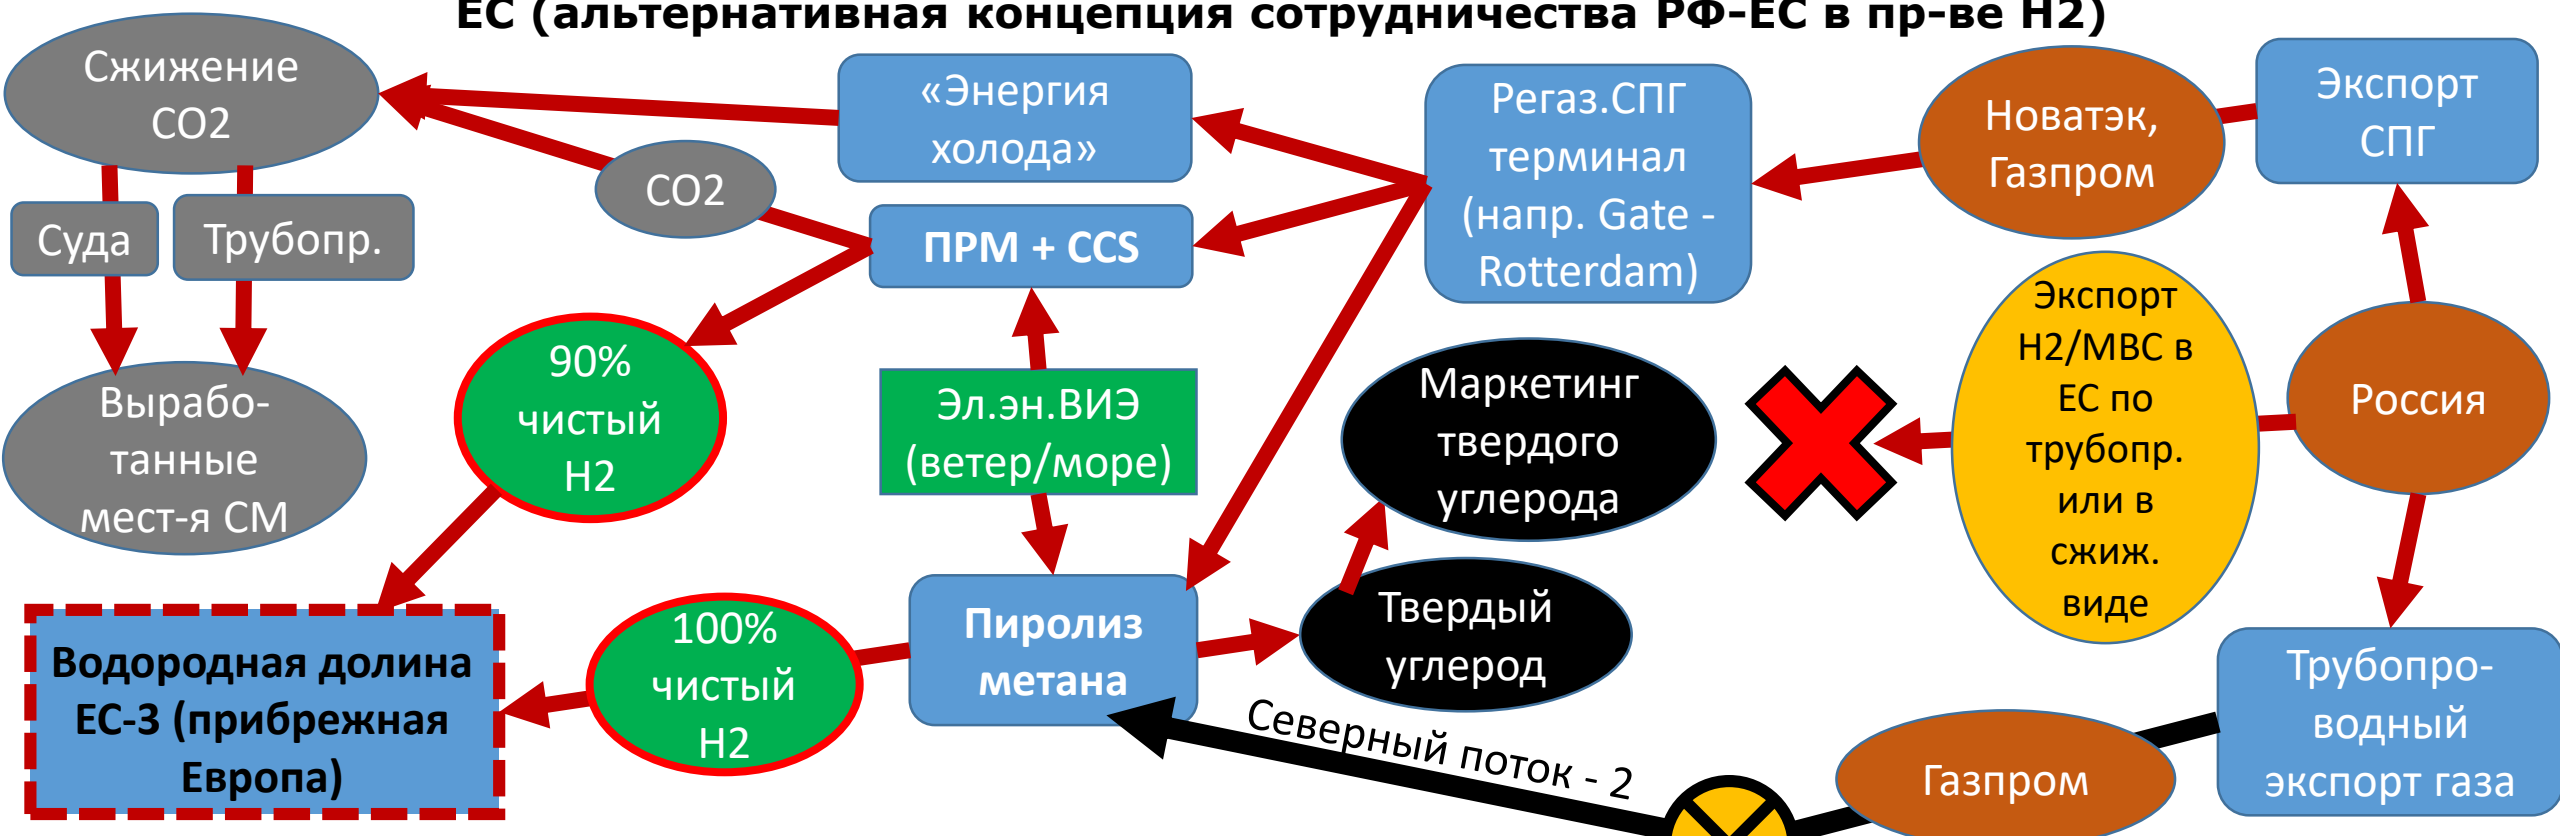 ЕС (альтернативная концепция сотрудничества РФ-ЕС в пр-ве Н2)
Сжижение
СО2
«Энергия
холода»
Регаз.СПГ
терминал
(напр. Gate -
Rotterdam)
Новатэк,
Газпром
Экспорт
СПГ
СО2
Суда
Трубопр.
ПРМ + CCS
Экспорт
Н2/МВС в
ЕС по
трубопр.
или в
сжиж.
виде
Россия
90%
чистый
Н2
Эл.эн.ВИЭ
(ветер/море)
Маркетинг
твердого
углерода
Вырабо-
танные
мест-я СМ
Водородная долина
ЕС-3 (прибрежная
Европа)
100%
чистый
Н2
Пиролиз
метана
Твердый
углерод
Северный поток - 2
Газпром
Трубопро-
водный
экспорт газа